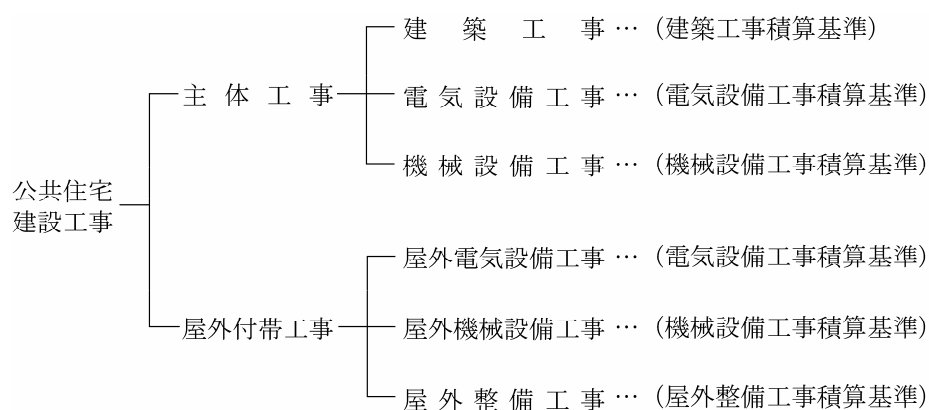 公共住宅
建設工事
主体工事
建築工事…（建築工事積算基準）
電気設備工事…（電気設備工事積算基準）
機械設備工事…（機械設備工事積算基準）
屋外付帯工事
屋外電気設備工事…（電気設備工事積算基準）
屋外機械設備工事…（機械設備工事積算基準）
屋外整備工事…（屋外整備工事積算基準）